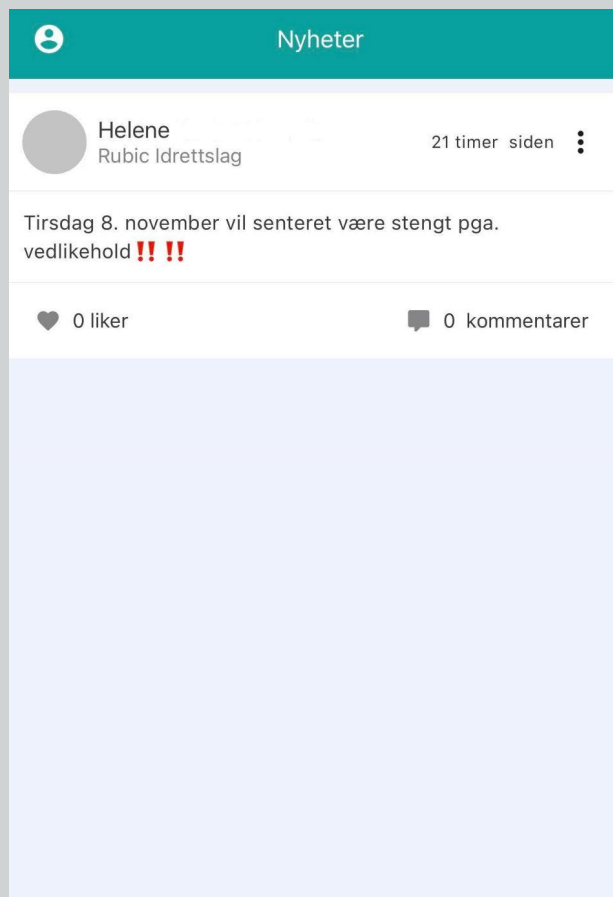 Nyheter
Helene
21 timer siden
Rubic Idrettslag
Tirsdag 8. november vil senteret være stengt pga.
vedlikehold‼️ ‼️
0 liker
0 kommentarer